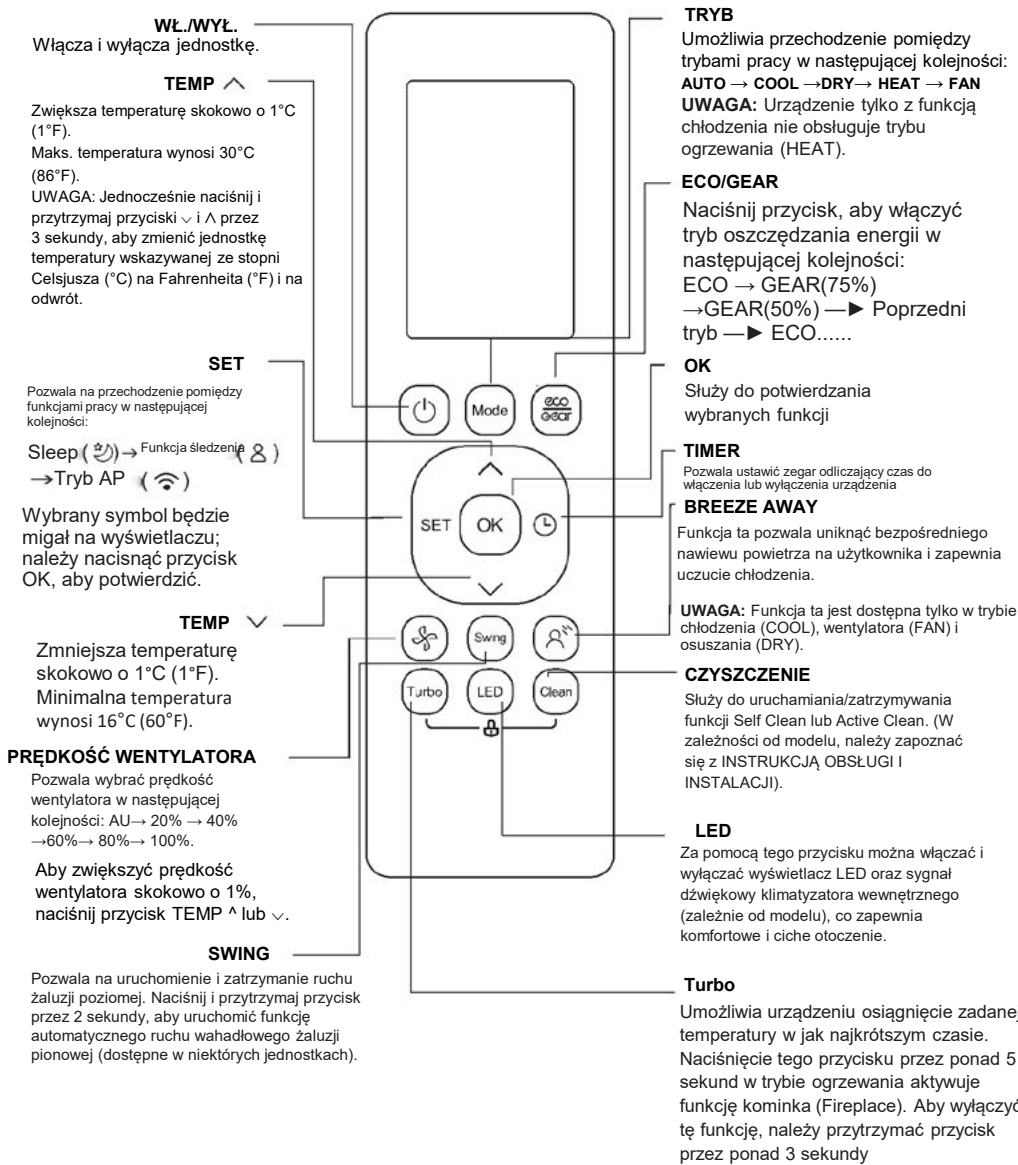 WŁ./WYŁ.
Włącza i wyłącza jednostkę.
TEMP ︿
Zwiększa temperaturę skokowo o 1°C
(1°F).
Maks. temperatura wynosi 30°C
(86°F).
UWAGA: Jednocześnie naciśnij i
przytrzymaj przyciski ﹀ i Λ przez
3 sekundy, aby zmienić jednostkę
temperatury wskazywanej ze stopni
Celsjusza (°C) na Fahrenheita (°F) i na
odwrót.
SET
Pozwala na przechodzenie pomiędzy
funkcjami pracy w następującej
kolejności:
Sleep ( ) → Funkcja śledzenia ( )
→Tryb AP ( )
Wybrany symbol będzie
migał na wyświetlaczu;
należy nacisnąć przycisk
OK, aby potwierdzić.
TEMP ﹀
Zmniejsza temperaturę
skokowo o 1°C (1°F).
Minimalna temperatura
wynosi 16°C (60°F).
PRĘDKOŚĆ WENTYLATORA
Pozwala wybrać prędkość
wentylatora w następującej
kolejności: AU→ 20% → 40%
→60%→ 80%→ 100%.
Aby zwiększyć prędkość
wentylatora skokowo o 1%,
naciśnij przycisk TEMP ^ lub ﹀.
SWING
Pozwala na uruchomienie i zatrzymanie ruchu
żaluzji poziomej. Naciśnij i przytrzymaj przycisk
przez 2 sekundy, aby uruchomić funkcję
automatycznego ruchu wahadłowego żaluzji
pionowej (dostępne w niektórych jednostkach).
Mode
eco
gear
SET
OK
Swing
Turbo
LED
Clean
TRYB
Umożliwia przechodzenie pomiędzy
trybami pracy w następującej kolejności:
AUTO → COOL →DRY→ HEAT → FAN
UWAGA: Urządzenie tylko z funkcją
chłodzenia nie obsługuje trybu
ogrzewania (HEAT).
ECO/GEAR
Naciśnij przycisk, aby włączyć
tryb oszczędzania energii w
następującej kolejności:
ECO → GEAR(75%)
→GEAR(50%) —► Poprzedni
tryb —► ECO......
OK
Służy do potwierdzania
wybranych funkcji
TIMER
Pozwala ustawić zegar odliczający czas do
włączenia lub wyłączenia urządzenia
BREEZE AWAY
Funkcja ta pozwala uniknąć bezpośredniego
nawiewu powietrza na użytkownika i zapewnia
uczucie chłodzenia.
UWAGA: Funkcja ta jest dostępna tylko w trybie
chłodzenia (COOL), wentylatora (FAN) i
osuszania (DRY).
CZYSZCZENIE
Służy do uruchamiania/zatrzymywania
funkcji Self Clean lub Active Clean. (W
zależności od modelu, należy zapoznać
się z INSTRUKCJĄ OBSŁUGI I
INSTALACJI).
LED
Za pomocą tego przycisku można włączać i
wyłączać wyświetlacz LED oraz sygnał
dźwiękowy klimatyzatora wewnętrznego
(zależnie od modelu), co zapewnia
komfortowe i ciche otoczenie.
Turbo
Umożliwia urządzeniu osiągnięcie zadanej
temperatury w jak najkrótszym czasie.
Naciśnięcie tego przycisku przez ponad 5
sekund w trybie ogrzewania aktywuje
funkcję kominka (Fireplace). Aby wyłączyć
tę funkcję, należy przytrzymać przycisk
przez ponad 3 sekundy